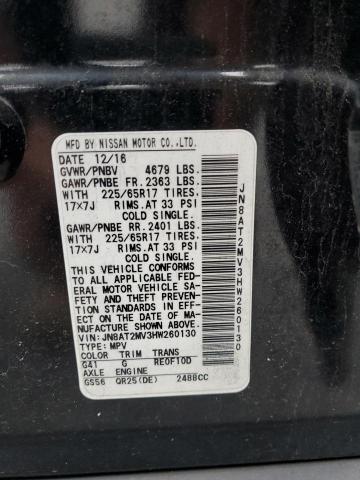 MFD BY NISSAN MOTOR CO.,LTD.
DATE 12/16
GVWR/PNBV 4679 LBS.
GAWR/PNBE FR. 2363 LBS.
WITH 225/65R17 TIRES.
17×7J RIMS.AT 33 PSI
COLD SINGLE.
GAWR/PNBE RR. 2401 LBS.
WITH 225/65R17 TIRES.
17×7J RIMS.AT 33 PSI
COLD SINGLE.
THIS VEHICLE CONFORMS
TO ALL APPLICABLE FED-
ERAL MOTOR VEHICLE SA-
FETY AND THEFT PREVEN-
TION STANDARDS IN EFF-
ECT ON THE DATE OF MA-
NUFACTURE SHOWN ABOVE.
VIN:JN8AT2MV3HW260130
TYPE:MPV
COLOR TRIM TRANS
G41 G RE0F10D
AXLE ENGINE
GS56 QR25(DE) 2488CC
JN8AT2MV3HW260130